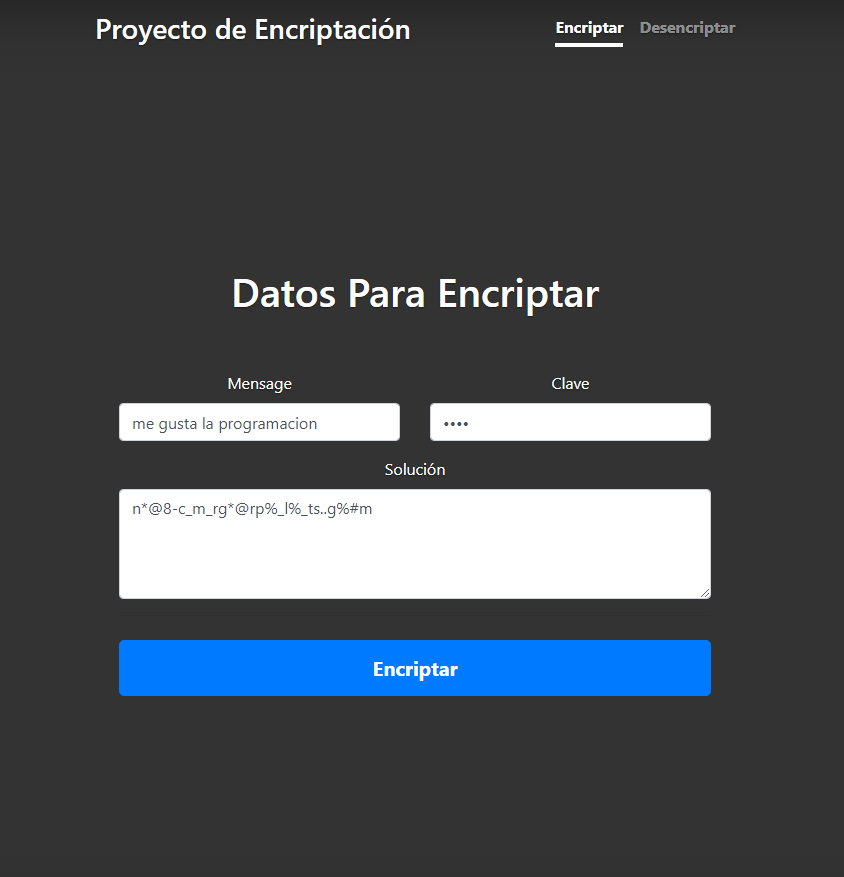 Proyecto de Encriptación
Encriptar Desencriptar
Datos Para Encriptar
Mensage Clave
me gusta la programacion ••••
Solución
n*@8-c_m_rg*@rp%_l%_ts..g%#m
Encriptar